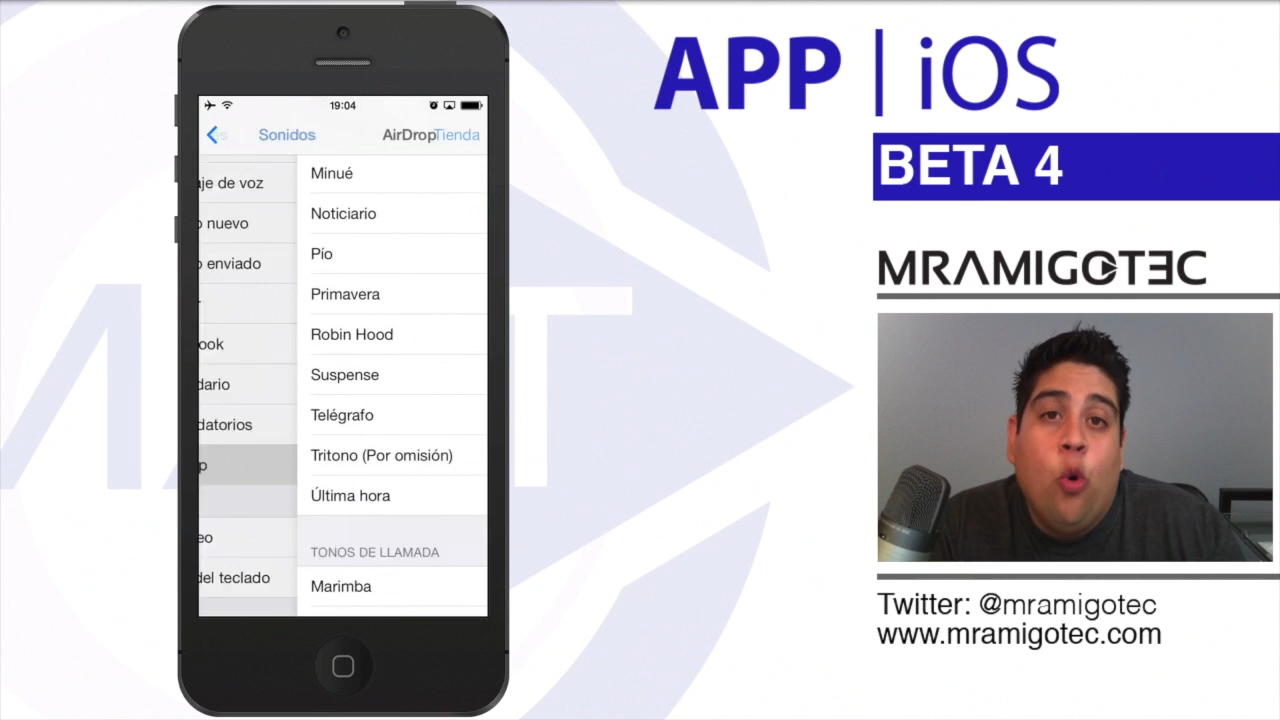 19:04
Sonidos
AirDrop
Tienda
aje de voz
o nuevo
o enviado
ook
dario
datorios
p
eo
del teclado
Minué
Noticiario
Pío
Primavera
Robin Hood
Suspense
Telégrafo
Tritono (Por omisión)
Última hora
TONOS DE LLAMADA
Marimba
APP | iOS
BETA 4
MRAMIGOTEC
Twitter: @mramigotec
www.mramigotec.com